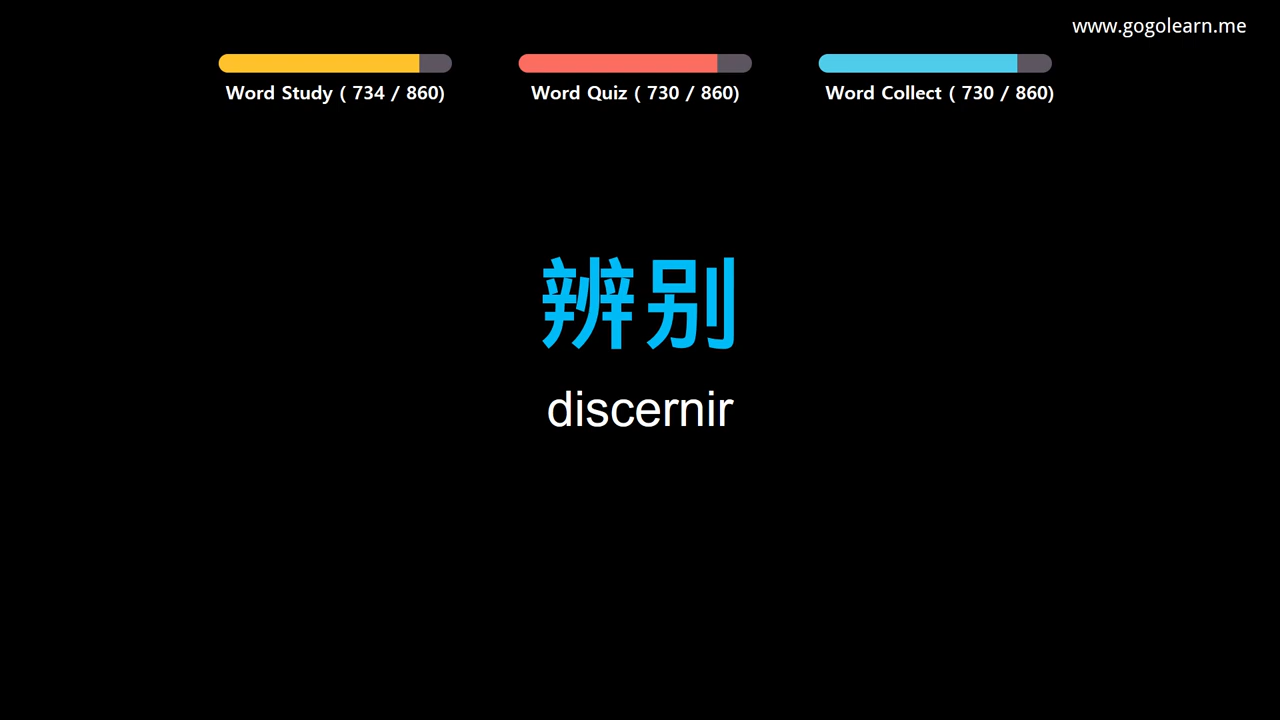 www.gogolearn.me
Word Study ( 734 / 860)
Word Quiz ( 730 / 860)
Word Collect ( 730 / 860)
辨别
discernir